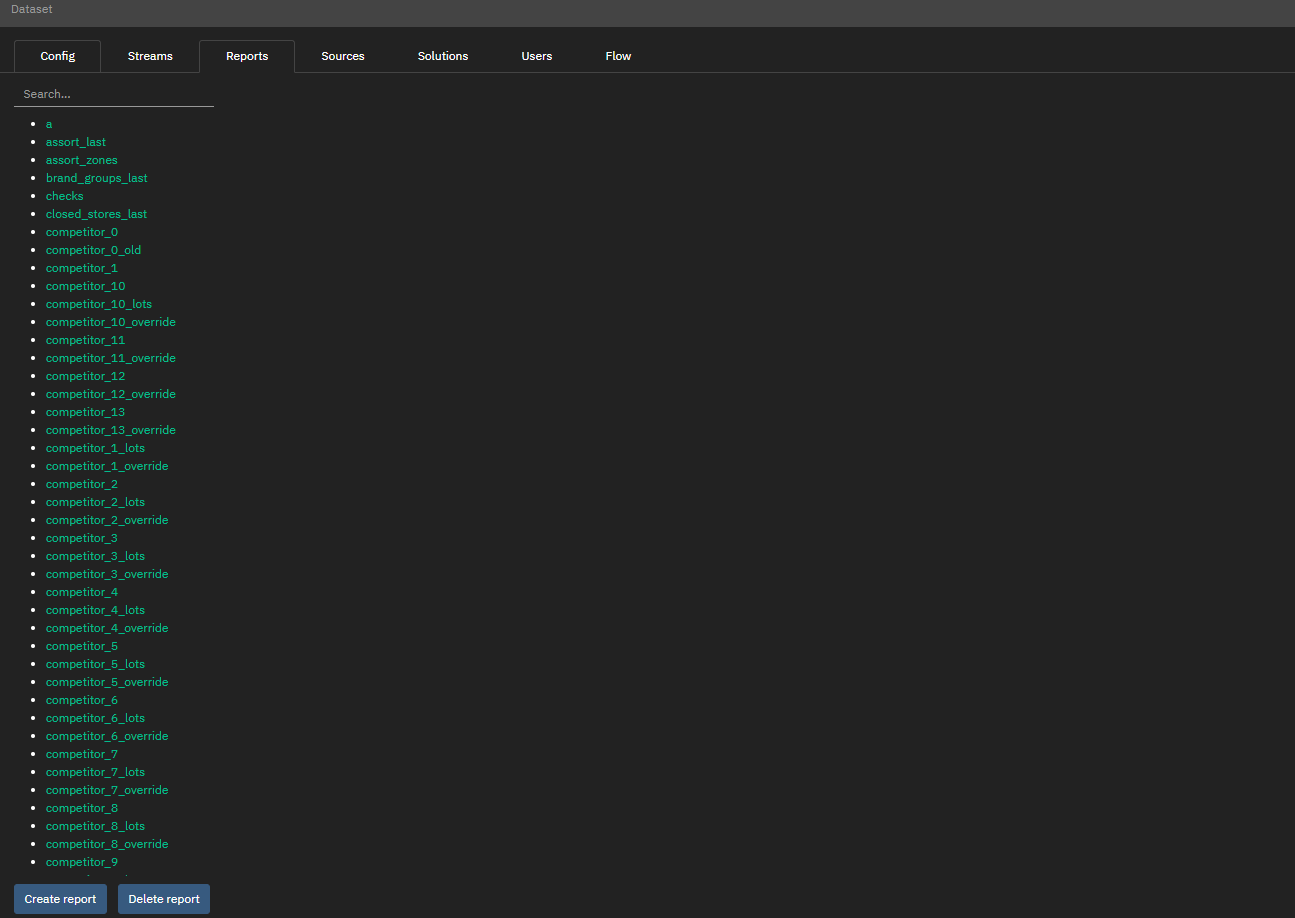 Dataset
Config Streams Reports Sources Solutions Users Flow
Search...
a
assort_last
assort_zones
brand_groups_last
checks
closed_stores_last
competitor_0
competitor_0_old
competitor_1
competitor_10
competitor_10_lots
competitor_10_override
competitor_11
competitor_11_override
competitor_12
competitor_12_override
competitor_13
competitor_13_override
competitor_1_lots
competitor_1_override
competitor_2
competitor_2_lots
competitor_2_override
competitor_3
competitor_3_lots
competitor_3_override
competitor_4
competitor_4_lots
competitor_4_override
competitor_5
competitor_5_lots
competitor_5_override
competitor_6
competitor_6_lots
competitor_6_override
competitor_7
competitor_7_lots
competitor_7_override
competitor_8
competitor_8_lots
competitor_8_override
competitor_9
Create report Delete report